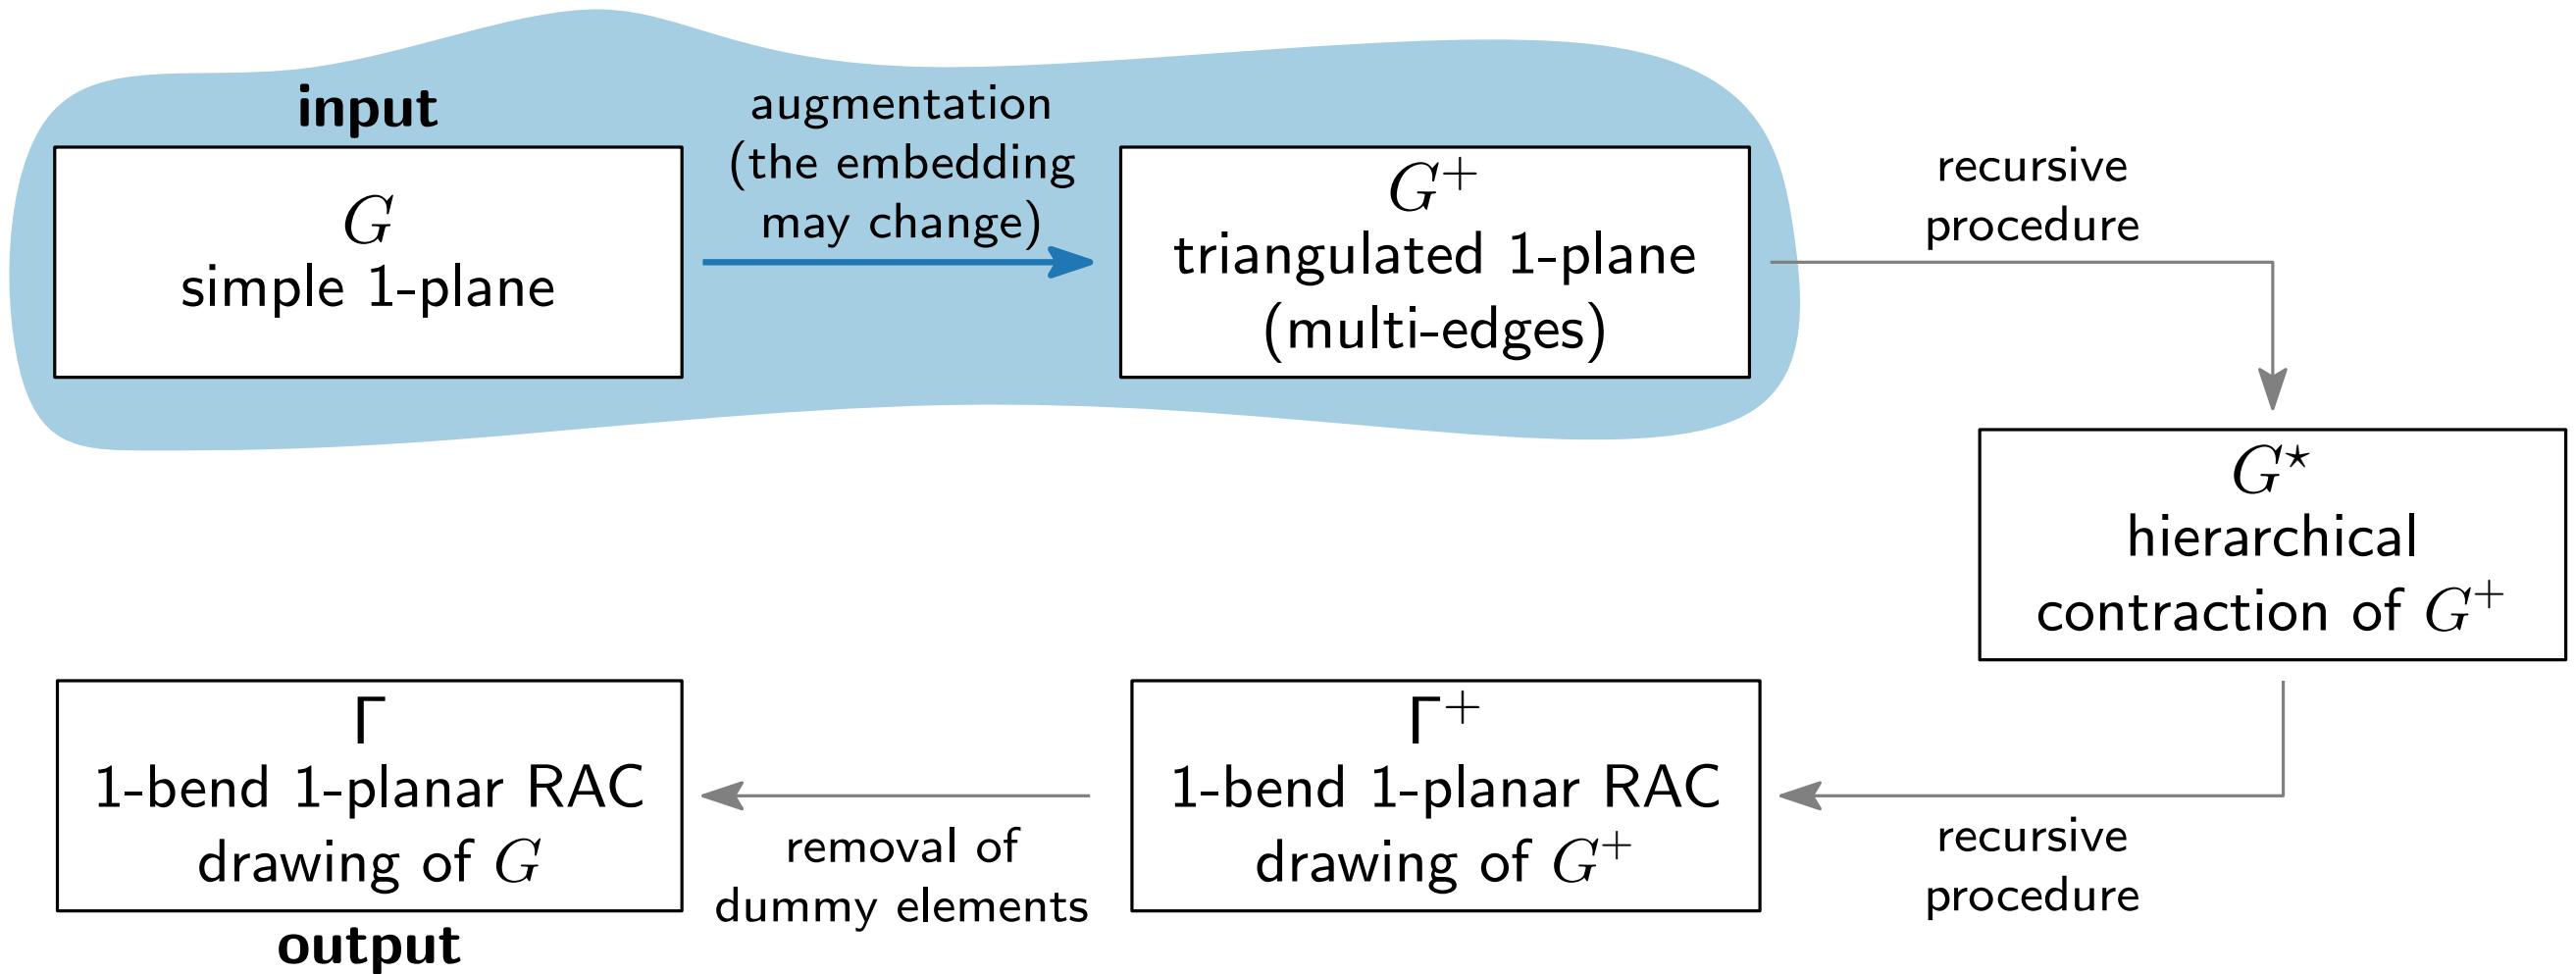 input
G
simple 1-plane
augmentation
(the embedding
may change)
G⁺
triangulated 1-plane
(multi-edges)
recursive
procedure
G⋆
hierarchical
contraction of G⁺
recursive
procedure
Γ⁺
1-bend 1-planar RAC
drawing of G⁺
removal of
dummy elements
Γ
1-bend 1-planar RAC
drawing of G
output